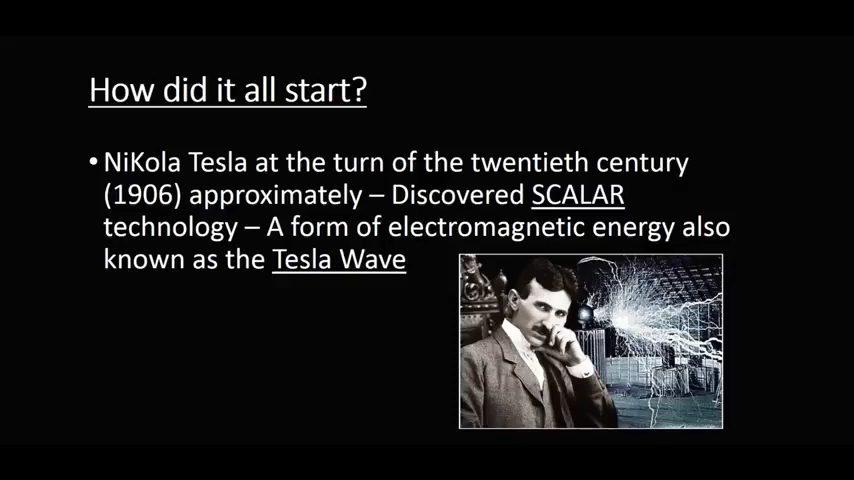 How did it all start?
• NiKola Tesla at the turn of the twentieth century
(1906) approximately – Discovered SCALAR
technology – A form of electromagnetic energy also
known as the Tesla Wave